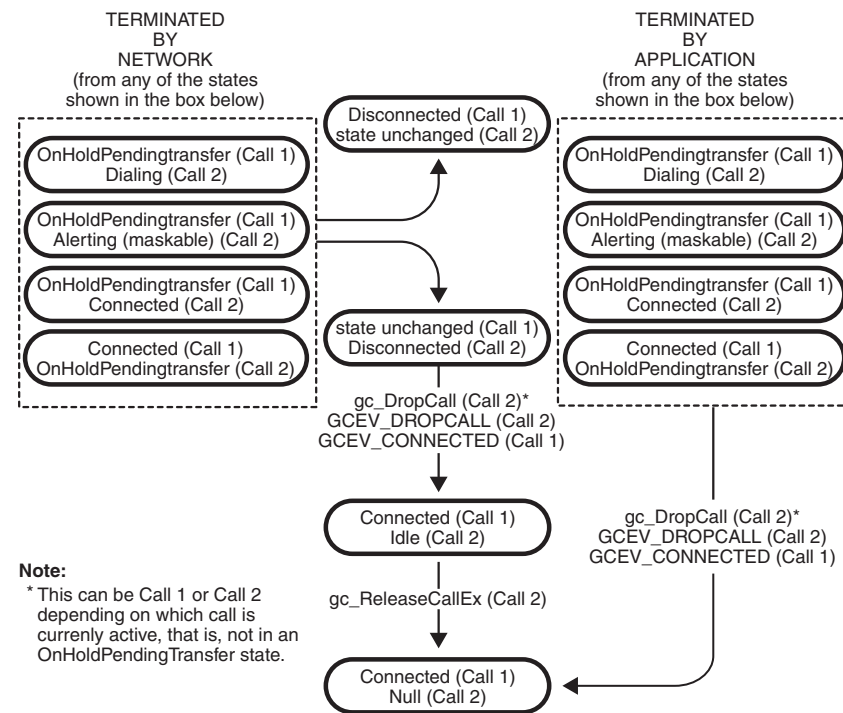 TERMINATED
BY
NETWORK
(from any of the states
shown in the box below)
OnHoldPendingtransfer (Call 1)
Dialing (Call 2)
OnHoldPendingtransfer (Call 1)
Alerting (maskable) (Call 2)
OnHoldPendingtransfer (Call 1)
Connected (Call 2)
Connected (Call 1)
OnHoldPendingtransfer (Call 2)
Disconnected (Call 1)
state unchanged (Call 2)
state unchanged (Call 1)
Disconnected (Call 2)
gc_DropCall (Call 2)*
GCEV_DROPCALL (Call 2)
GCEV_CONNECTED (Call 1)
Connected (Call 1)
Idle (Call 2)
gc_ReleaseCallEx (Call 2)
Connected (Call 1)
Null (Call 2)
TERMINATED
BY
APPLICATION
(from any of the states
shown in the box below)
OnHoldPendingtransfer (Call 1)
Dialing (Call 2)
OnHoldPendingtransfer (Call 1)
Alerting (maskable) (Call 2)
OnHoldPendingtransfer (Call 1)
Connected (Call 2)
Connected (Call 1)
OnHoldPendingtransfer (Call 2)
gc_DropCall (Call 2)*
GCEV_DROPCALL (Call 2)
GCEV_CONNECTED (Call 1)
Note:
* This can be Call 1 or Call 2
depending on which call is
currently active, that is, not in an
OnHoldPendingTransfer state.